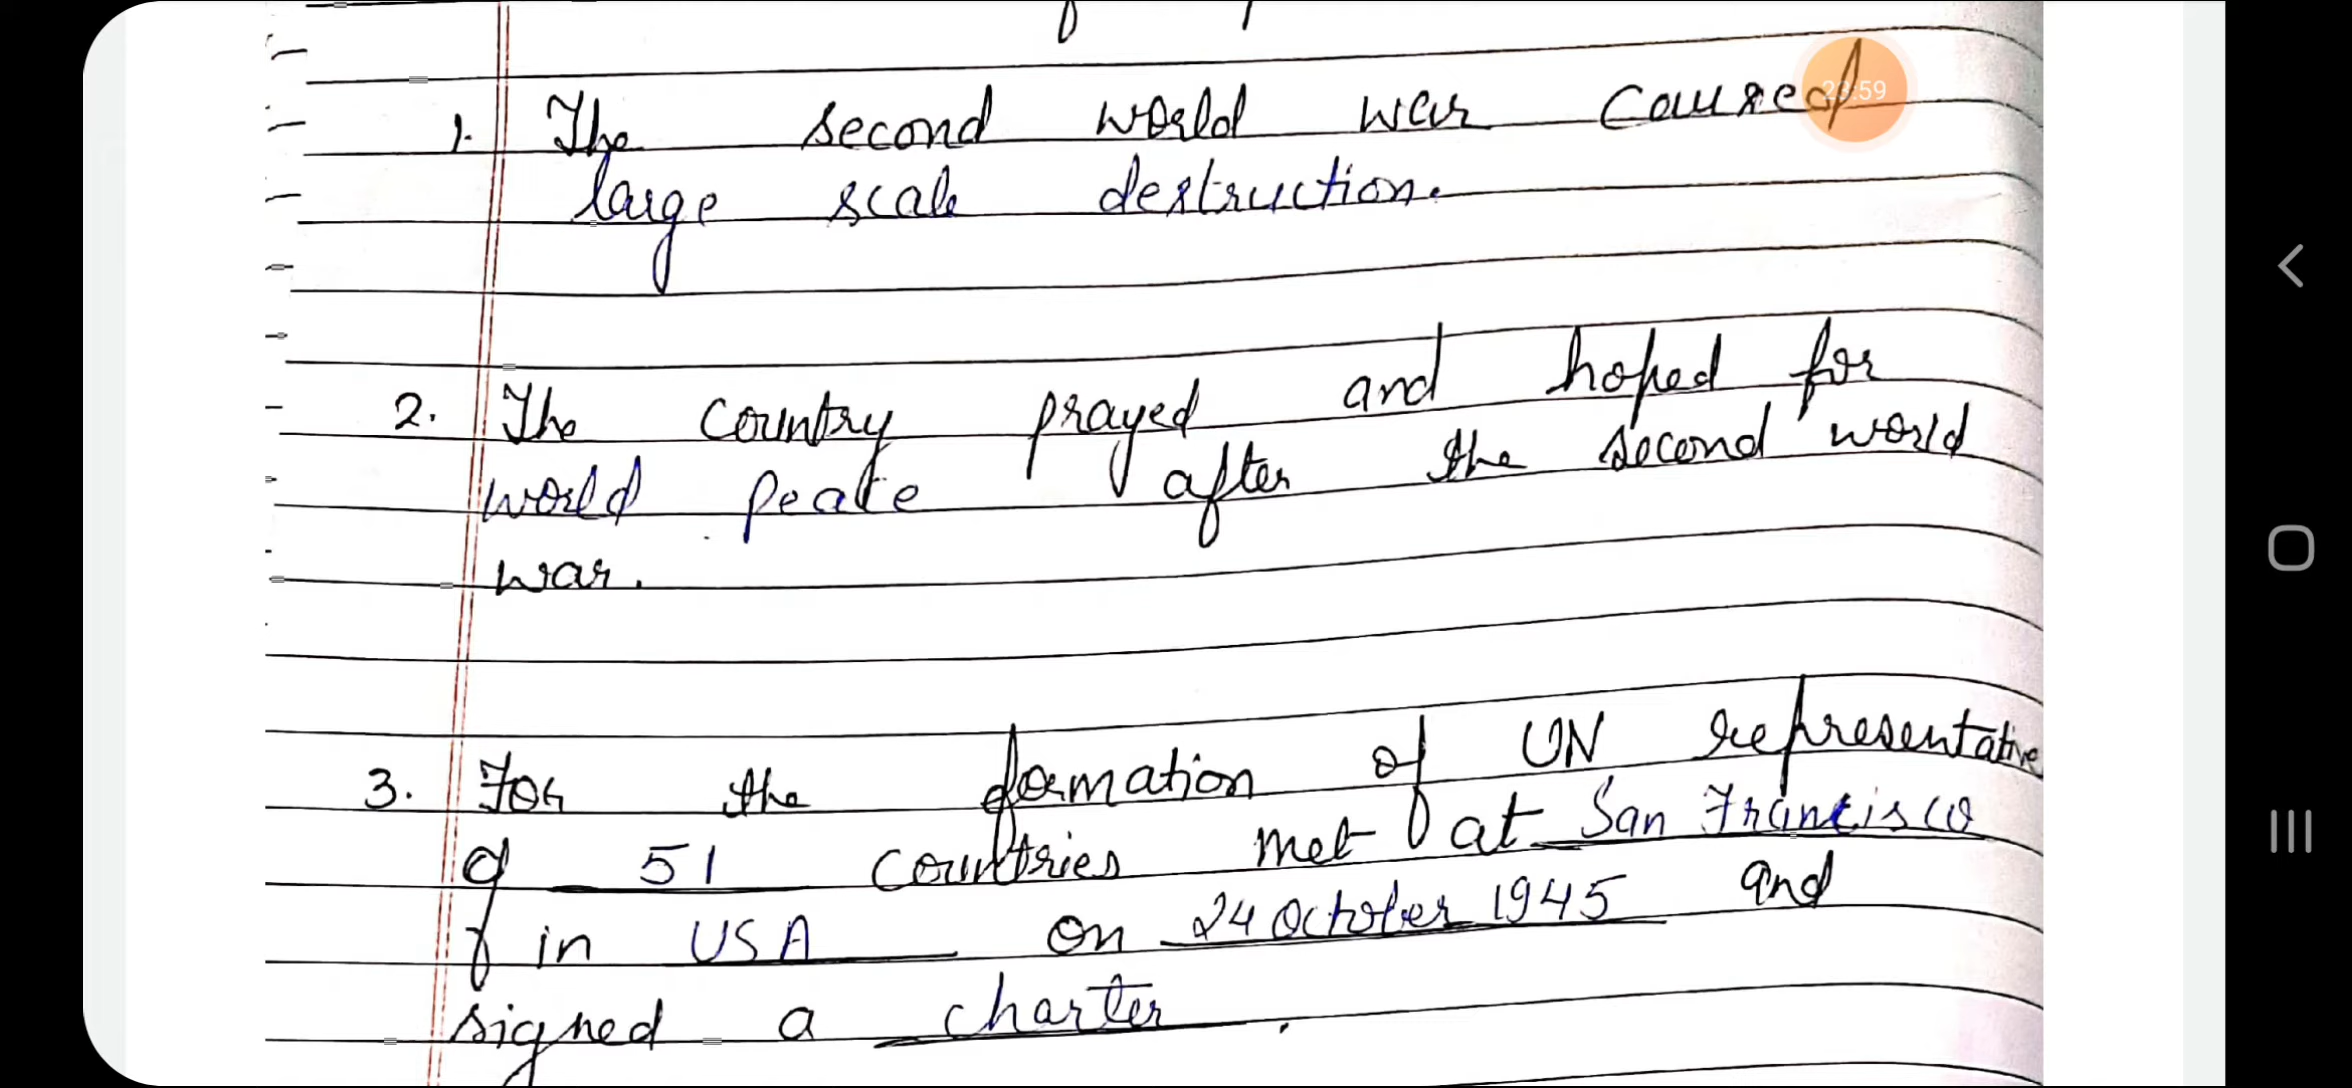 1. The second world war caused
large scale destruction.
2. The country prayed and hoped for
world peace after the second world
war.
3. For the formation of UN representative
of 51 countries met at San Francisco
in USA on 24 October 1945 and
signed a charter.
23:59